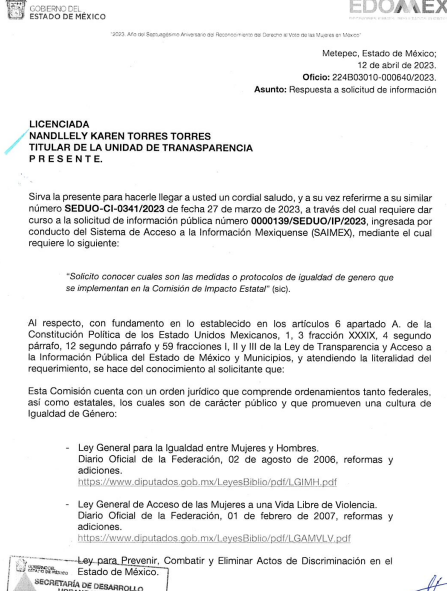 GOBIERNO DEL
ESTADO DE MÉXICO
EDOMEX
"2023. Año del Septuagésimo Aniversario del Reconocimiento del Derecho al Voto de las Mujeres en México"
Metepec, Estado de México;
12 de abril de 2023.
Oficio: 224B03010-000640/2023.
Asunto: Respuesta a solicitud de información
LICENCIADA
NANDLLELY KAREN TORRES TORRES
TITULAR DE LA UNIDAD DE TRANASPARENCIA
P R E S E N T E.
Sirva la presente para hacerle llegar a usted un cordial saludo, y a su vez referirme a su similar
número SEDUO-CI-0341/2023 de fecha 27 de marzo de 2023, a través del cual requiere dar
curso a la solicitud de información pública número 0000139/SEDUO/IP/2023, ingresada por
conducto del Sistema de Acceso a la Información Mexiquense (SAIMEX), mediante el cual
requiere lo siguiente:
"Solicito conocer cuales son las medidas o protocolos de igualdad de genero que
se implementan en la Comisión de Impacto Estatal" (sic).
Al respecto, con fundamento en lo establecido en los artículos 6 apartado A. de la
Constitución Política de los Estados Unidos Mexicanos, 1, 3 fracción XXXIX, 4 segundo
párrafo, 12 segundo párrafo y 59 fracciones I, II y III de la Ley de Transparencia y Acceso a
la Información Pública del Estado de México y Municipios, y atendiendo la literalidad del
requerimiento, se hace del conocimiento al solicitante que:
Esta Comisión cuenta con un orden jurídico que comprende ordenamientos tanto federales,
así como estatales, los cuales son de carácter público y que promueven una cultura de
Igualdad de Género:
- Ley General para la Igualdad entre Mujeres y Hombres.
Diario Oficial de la Federación, 02 de agosto de 2006, reformas y
adiciones.
https://www.diputados.gob.mx/LeyesBiblio/pdf/LGIMH.pdf
- Ley General de Acceso de las Mujeres a una Vida Libre de Violencia.
Diario Oficial de la Federación, 01 de febrero de 2007, reformas y
adiciones.
https://www.diputados.gob.mx/LeyesBiblio/pdf/LGAMVLV.pdf
- Ley para Prevenir, Combatir y Eliminar Actos de Discriminación en el
Estado de México.
GOBIERNO DEL
ESTADO DE MÉXICO
SECRETARÍA DE DESARROLLO